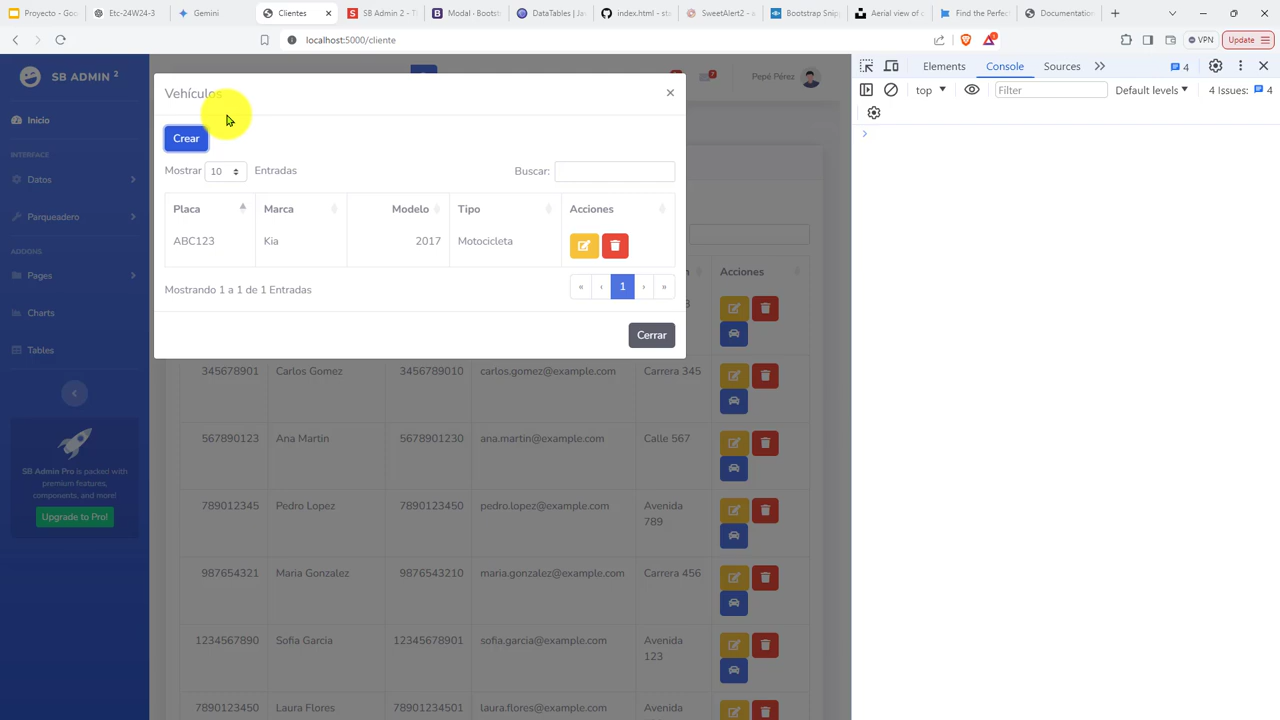 Proyecto - Goo
Etc-24W24-3
Gemini
Clientes
SB Admin 2 - T
Modal · Bootst
DataTables | Ja
index.html - st
SweetAlert2 - a
Bootstrap Snip
Aerial view of c
Find the Perfec
Documentation
localhost:5000/cliente
VPN
Update
SB ADMIN 2
Inicio
INTERFACE
Datos
Parqueadero
ADDONS
Pages
Charts
Tables
SB Admin Pro is packed with
premium features,
components, and more!
Upgrade to Pro!
7
Pepé Pérez
Vehículos
×
Crear
Mostrar 10 Entradas
Buscar:
Placa Marca Modelo Tipo Acciones
ABC123 Kia 2017 Motocicleta
Mostrando 1 a 1 de 1 Entradas
« ‹ 1 › »
Cerrar
Acciones
345678901 Carlos Gomez 3456789010 carlos.gomez@example.com Carrera 345
567890123 Ana Martin 5678901230 ana.martin@example.com Calle 567
789012345 Pedro Lopez 7890123450 pedro.lopez@example.com Avenida
789
987654321 Maria Gonzalez 9876543210 maria.gonzalez@example.com Carrera 456
1234567890 Sofia Garcia 12345678901 sofia.garcia@example.com Avenida
123
7890123450 Laura Flores 78901234501 laura.flores@example.com Calle 890
Elements Console Sources 4
top Filter Default levels 4 Issues: 4